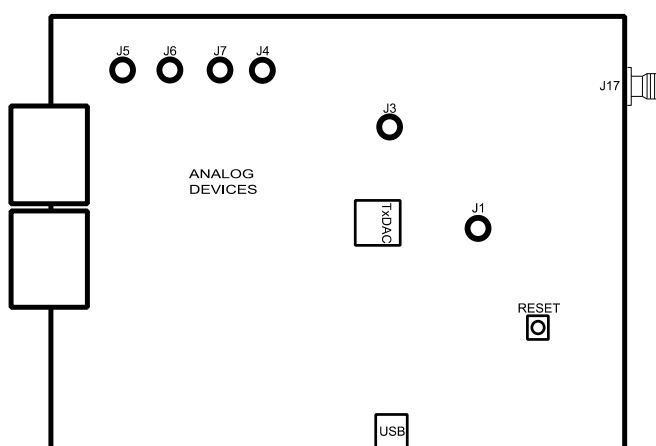 J5 J6 J7 J4
J17
J3
ANALOG
DEVICES
TxDAC
J1
RESET
USB